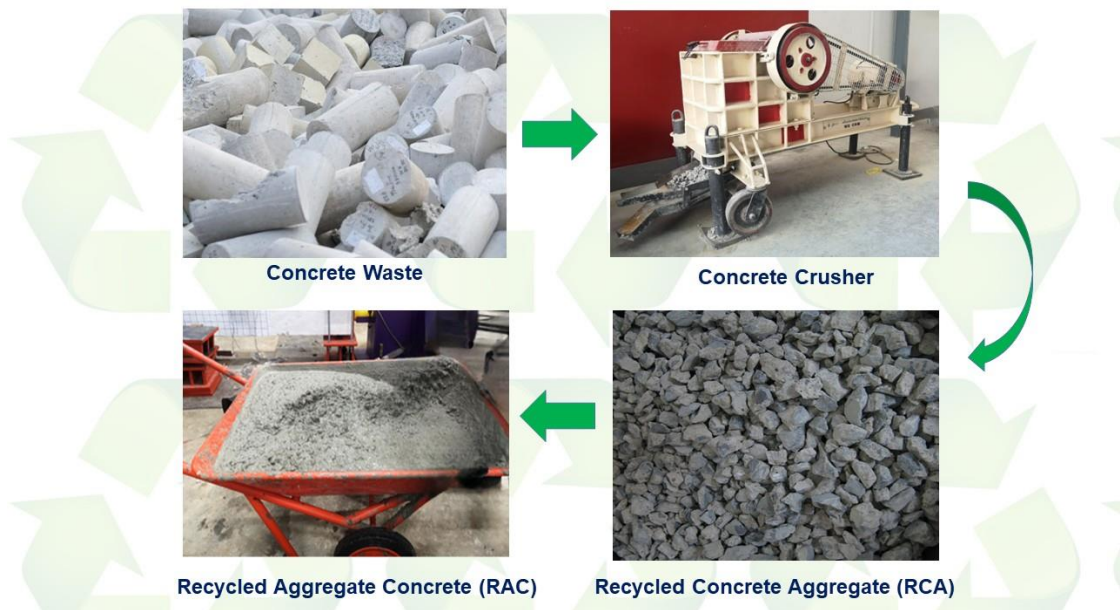 Concrete Waste
Concrete Crusher
Recycled Aggregate Concrete (RAC)
Recycled Concrete Aggregate (RCA)